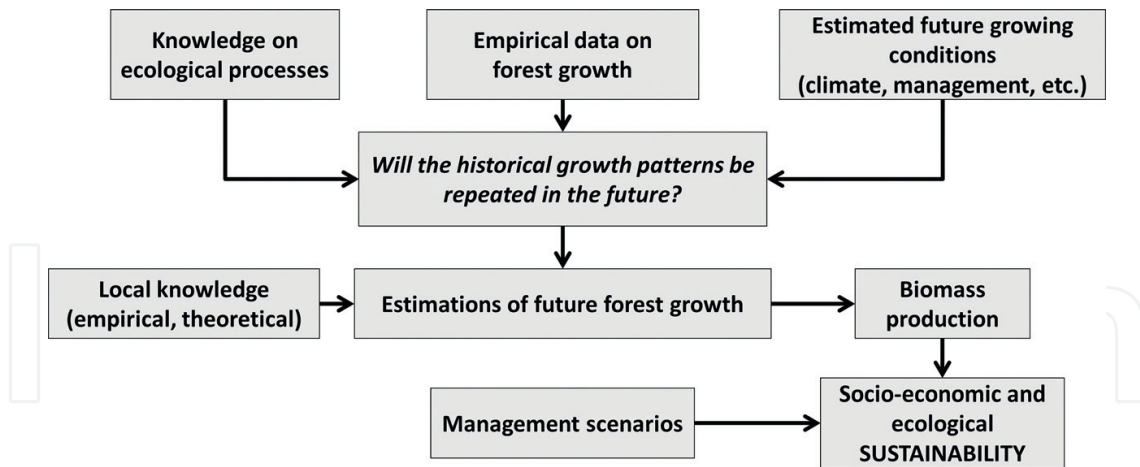 Knowledge on
ecological processes
Empirical data on
forest growth
Estimated future growing
conditions
(climate, management, etc.)
Will the historical growth patterns be
repeated in the future?
Local knowledge
(empirical, theoretical)
Estimations of future forest growth
Biomass
production
Management scenarios
Socio-economic and
ecological
SUSTAINABILITY